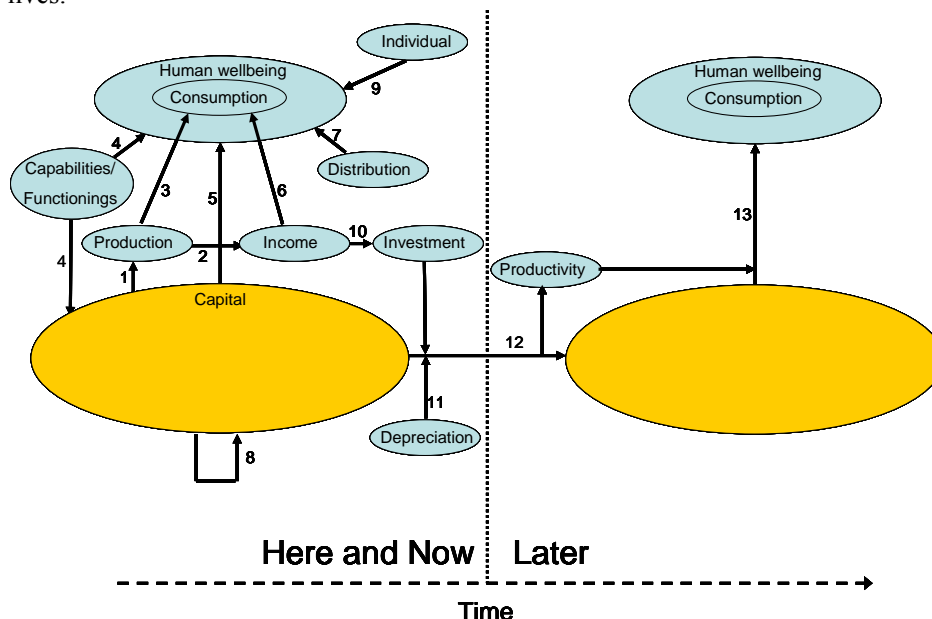 lives.
Individual
9
Human wellbeing
Consumption
4
7
Capabilities/
Functionings
Distribution
3
5
6
Production
2
Income
10
Investment
4
1
Capital
8
11
Depreciation
12
Productivity
13
Human wellbeing
Consumption
Here and Now
Later
Time